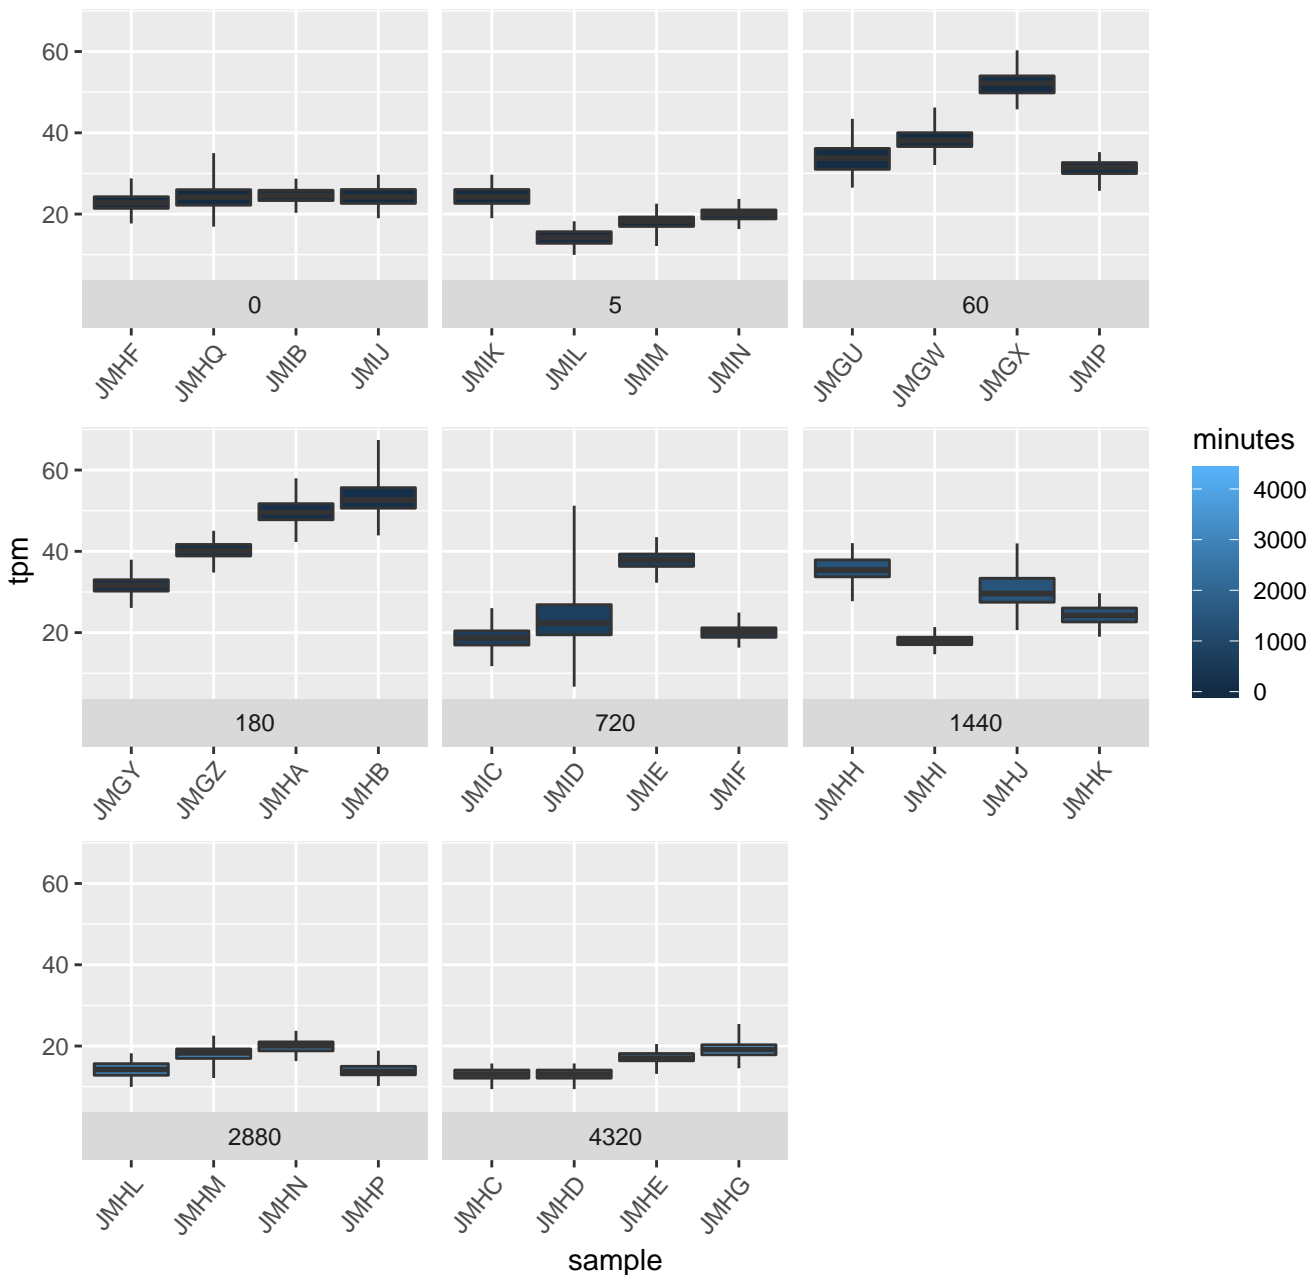 60
40
20
0
5
60
JMHF
JMHQ
JMIB
JMIJ
JMIK
JMIL
JMIM
JMIN
JMGU
JMGW
JMGX
JMIP
tpm
60
40
20
180
720
1440
JMGY
JMGZ
JMHA
JMHB
JMIC
JMID
JMIE
JMIF
JMHH
JMHI
JMHJ
JMHK
minutes
4000
3000
2000
1000
0
60
40
20
2880
4320
JMHL
JMHM
JMHN
JMHP
JMHC
JMHD
JMHE
JMHG
sample